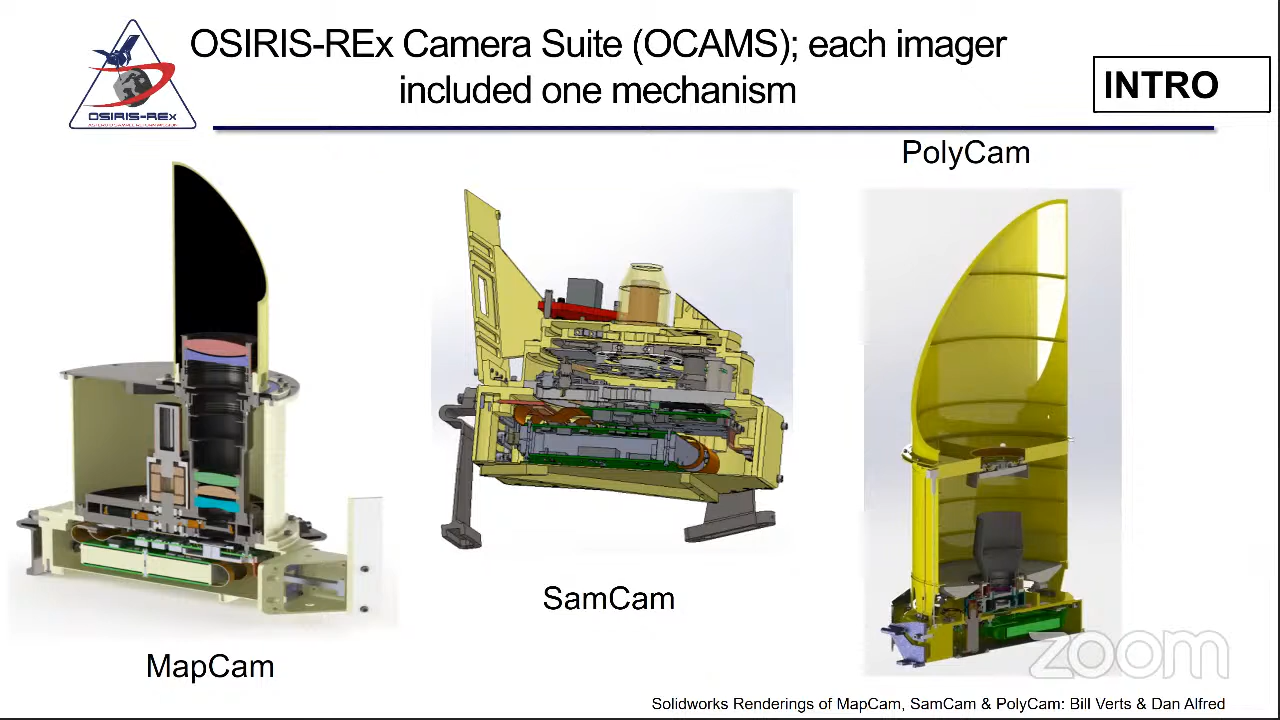 OSIRIS-REx Camera Suite (OCAMS); each imager
included one mechanism
INTRO
OSIRIS-REx
PolyCam
SamCam
MapCam
zoom
Solidworks Renderings of MapCam, SamCam & PolyCam: Bill Verts & Dan Alfred